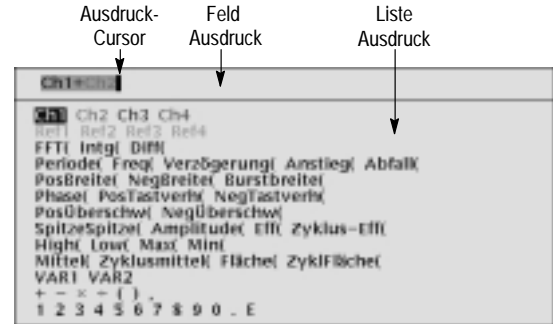 Ausdruck-
Cursor
Feld
Ausdruck
Liste
Ausdruck
Ch1+Ch2
Ch1 Ch2 Ch3 Ch4
Ref1 Ref2 Ref3 Ref4
FFT( Intg( Diff(
Periode( Freq( Verzögerung( Anstieg( Abfall(
PosBreite( NegBreite( Burstbreite(
Phase( PosTastverh( NegTastverh(
PosÜberschw( NegÜberschw(
SpitzeSpitze( Amplitude( Eff( Zyklus-Eff(
High( Low( Max( Min(
Mittel( Zyklusmittel( Fläche( ZyklFläche(
VAR1 VAR2
+ - × ÷ ( ) ,
1 2 3 4 5 6 7 8 9 0 . E